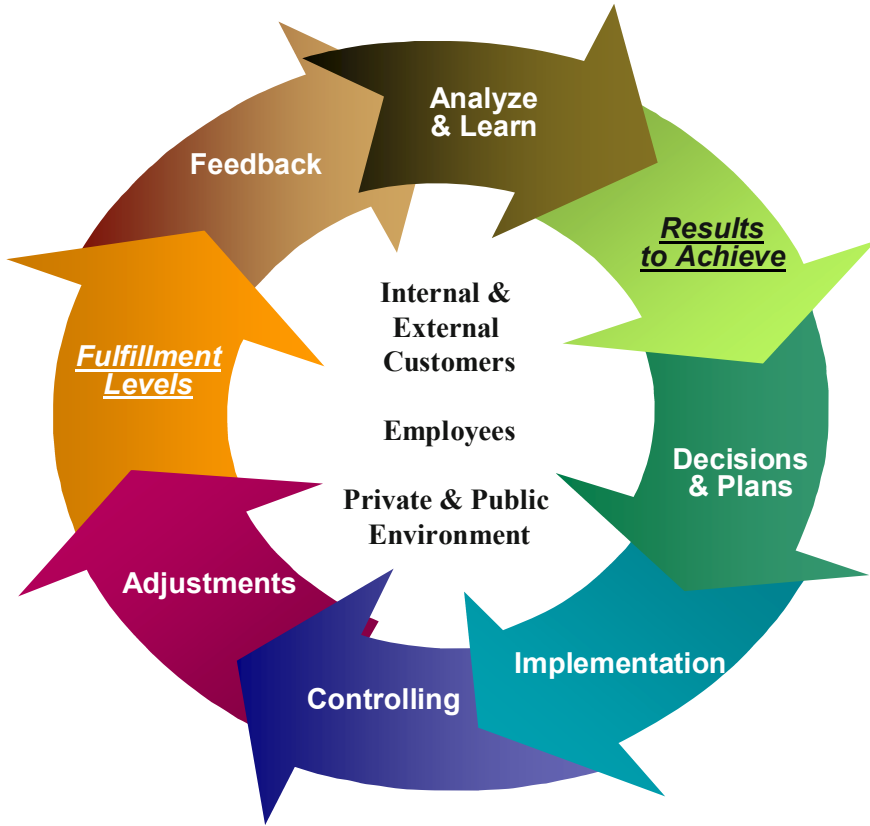 Analyze
& Learn
Feedback
Results
to Achieve
Internal &
External
Customers
Fulfillment
Levels
Employees
Decisions
& Plans
Private & Public
Environment
Adjustments
Implementation
Controlling